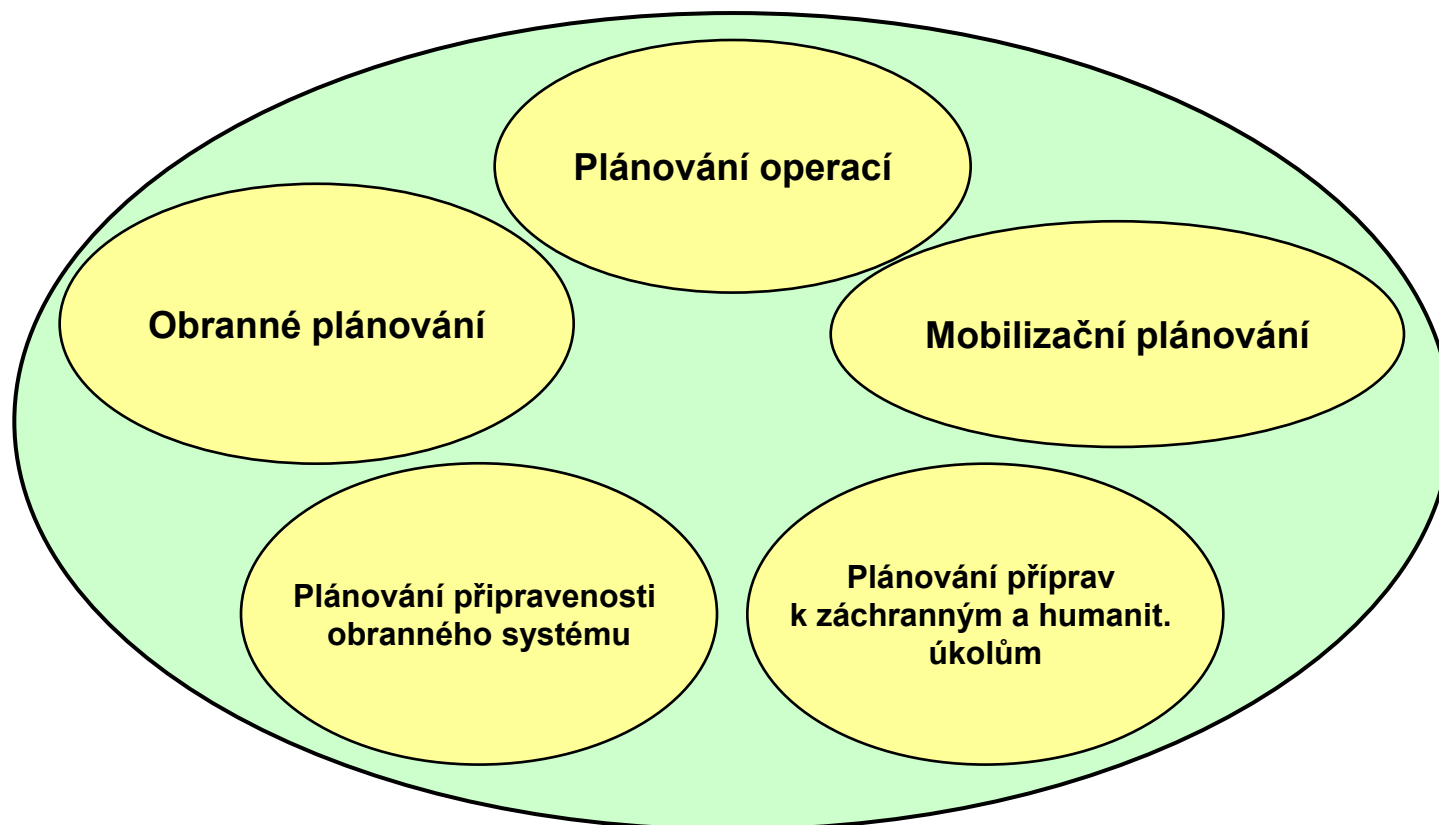 Plánování operací
Obranné plánování
Mobilizační plánování
Plánování připravenosti
obranného systému
Plánování příprav
k záchranným a humanit.
úkolům